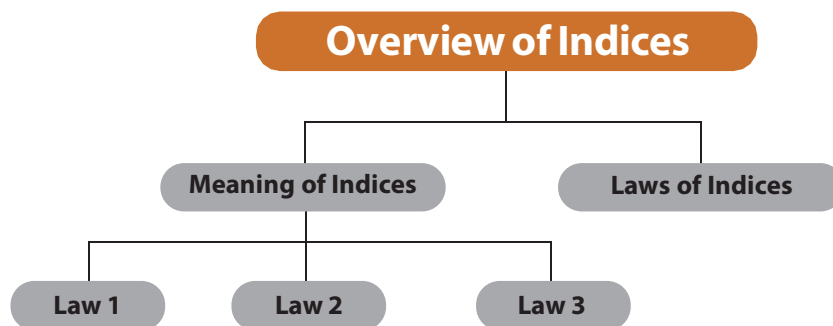 Overview of Indices
Meaning of Indices
Laws of Indices
Law 1
Law 2
Law 3